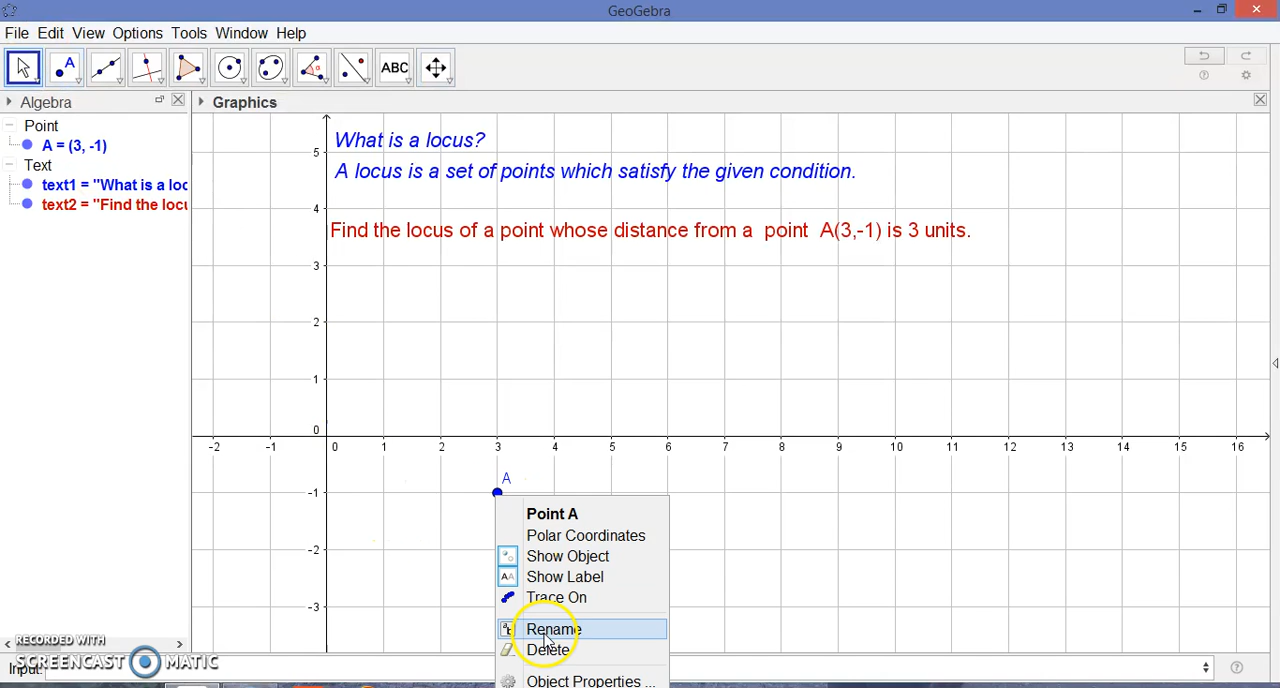 GeoGebra
File Edit View Options Tools Window Help
A ABC
Algebra
Graphics
Point
A = (3, -1)
Text
text1 = "What is a loc
text2 = "Find the locu
What is a locus?
A locus is a set of points which satisfy the given condition.
Find the locus of a point whose distance from a point A(3,-1) is 3 units.
5
4
3
2
1
0
-2 -1 0 1 2 3 4 5 6 7 8 9 10 11 12 13 14 15 16
-1
-2
-3
A
Point A
Polar Coordinates
Show Object
AA Show Label
Trace On
Rename
Delete
Object Properties ...
RECORDED WITH
SCREENCAST MATIC
Input: